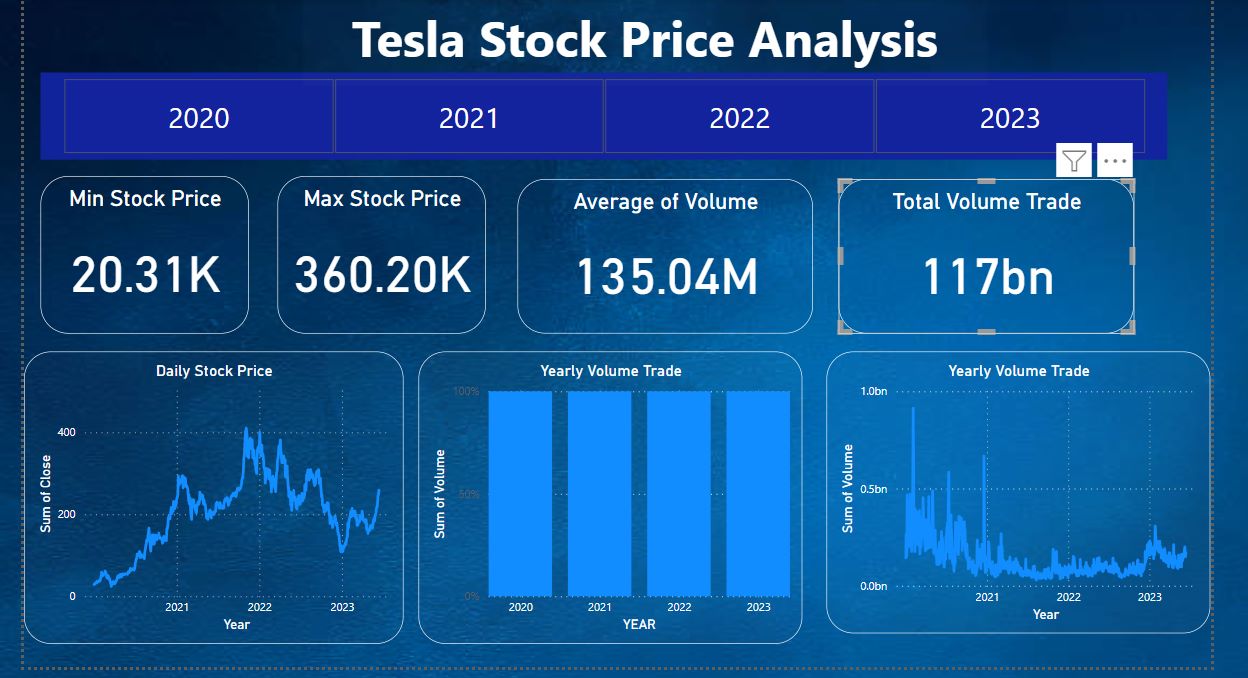 Tesla Stock Price Analysis
2020 2021 2022 2023
Min Stock Price
20.31K
Max Stock Price
360.20K
Average of Volume
135.04M
Total Volume Trade
117bn
Daily Stock Price
Sum of Close
400
200
0
2021 2022 2023
Year
Yearly Volume Trade
Sum of Volume
100%
50%
0%
2020 2021 2022 2023
YEAR
Yearly Volume Trade
Sum of Volume
1.0bn
0.5bn
0.0bn
2021 2022 2023
Year